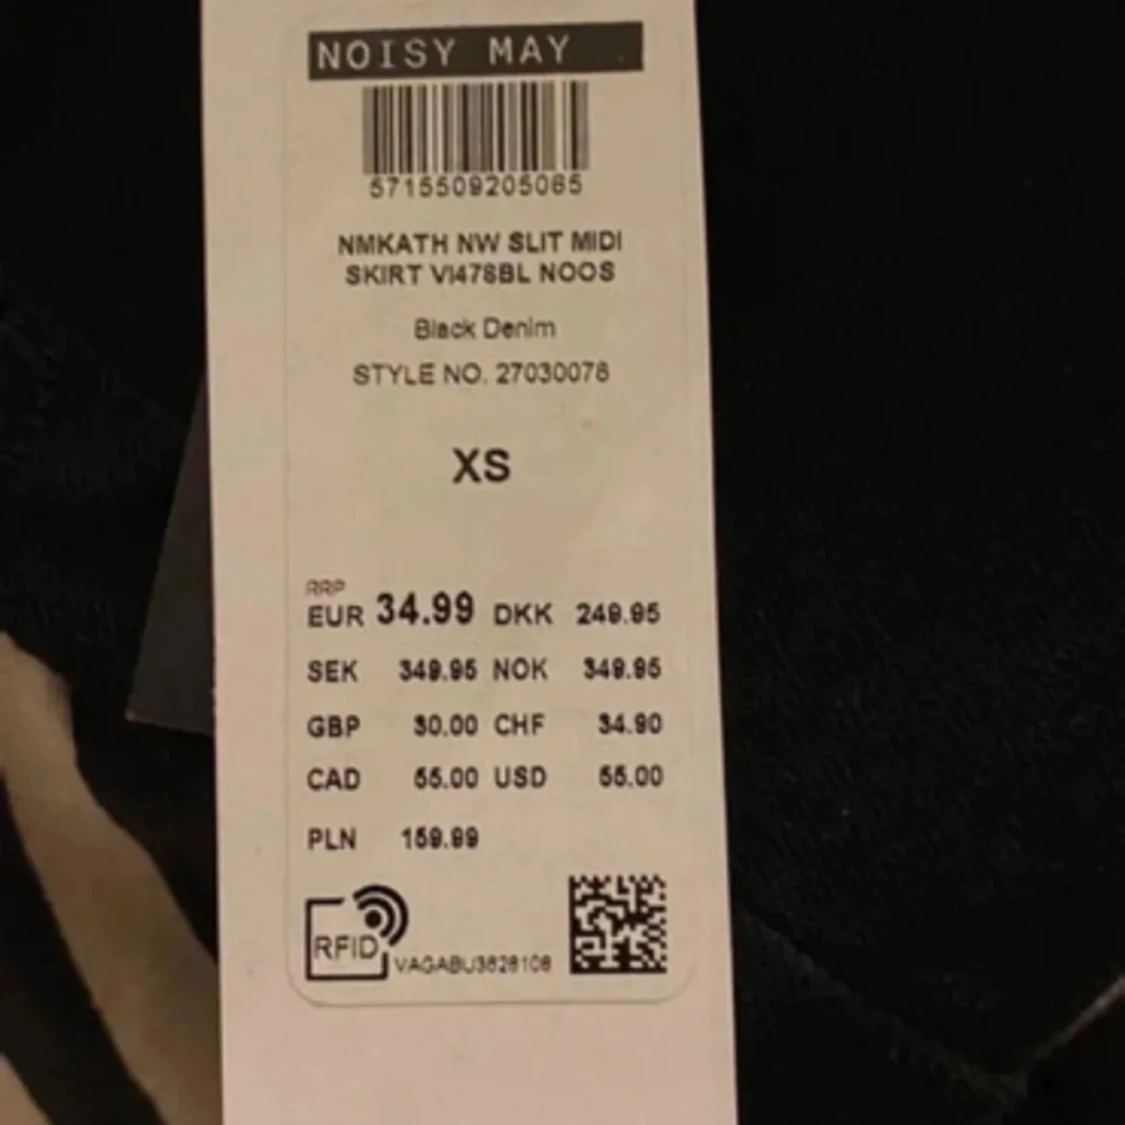 NOISY MAY
5715509205085
NMKATH NW SLIT MIDI
SKIRT VI478BL NOOS
Black Denim
STYLE NO. 27030078
XS
RRP
EUR 34.99 DKK 249.95
SEK 349.95 NOK 349.95
GBP 30.00 CHF 34.90
CAD 55.00 USD 55.00
PLN 159.99
RFID
VAGABU3628108